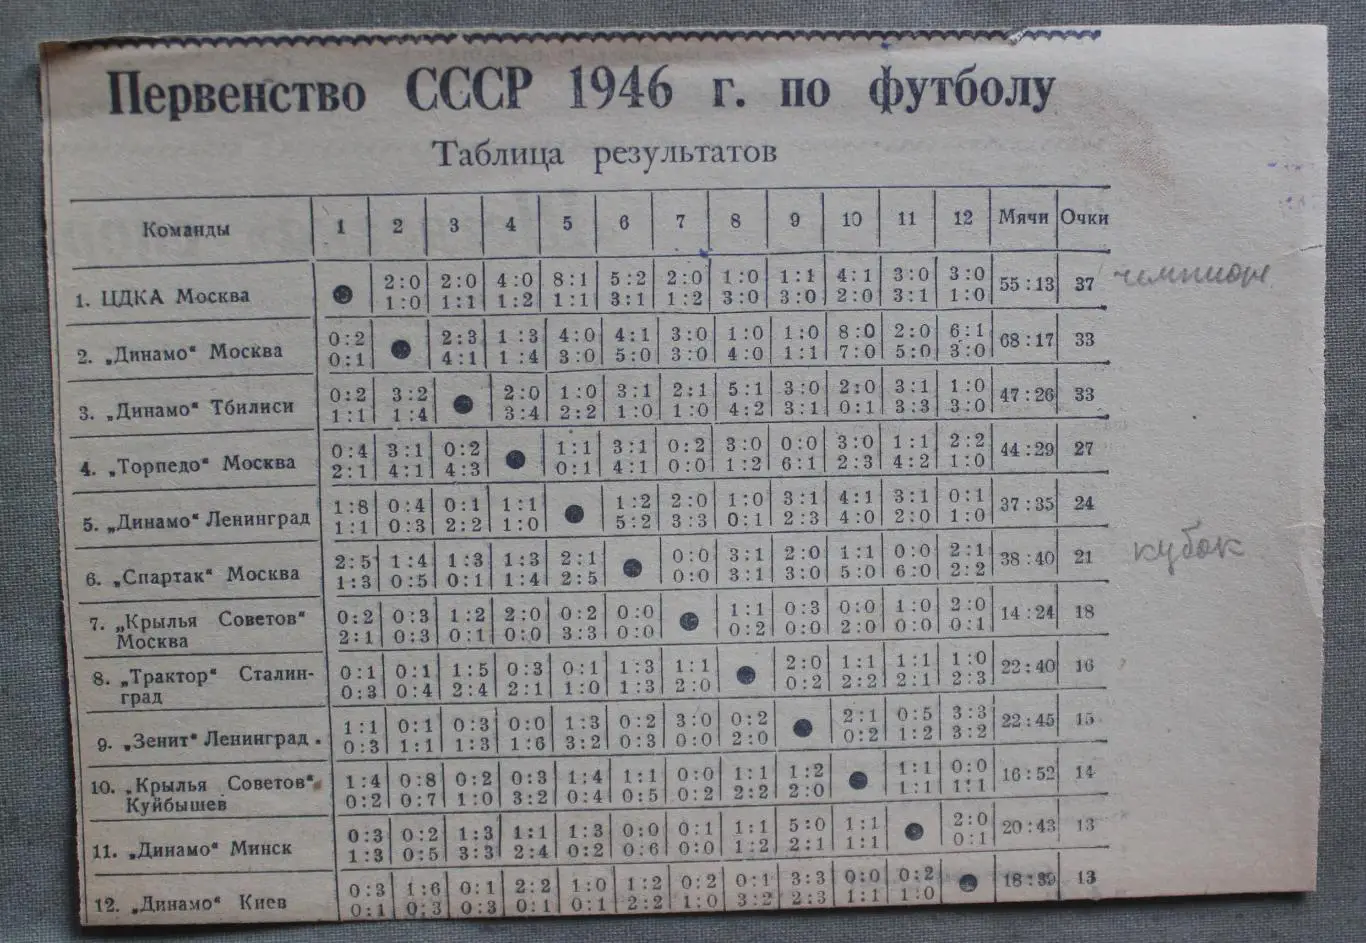 Первенство СССР 1946 г. по футболу
Таблица результатов
Команды 1 2 3 4 5 6 7 8 9 10 11 12 Мячи Очки
1. ЦДКА Москва 2:0 2:0 4:0 8:1 5:2 2:0 1:0 1:1 4:1 3:0 3:0 55:13 37 чемпион
1:0 1:1 1:2 1:1 3:1 1:2 3:0 3:0 2:0 3:1 1:0
2. „Динамо“ Москва 0:2 2:3 1:3 4:0 4:1 3:0 1:0 1:0 8:0 2:0 6:1 68:17 33
0:1 4:1 1:4 3:0 5:0 3:0 4:0 1:1 7:0 5:0 3:0
3. „Динамо“ Тбилиси 0:2 3:2 2:0 1:0 3:1 2:1 5:1 3:0 2:0 3:1 1:0 47:26 33
1:1 1:4 3:4 2:2 1:0 1:0 4:2 3:1 0:1 3:3 3:0
4. „Торпедо“ Москва 0:4 3:1 0:2 1:1 3:1 0:2 3:0 0:0 3:0 1:1 2:2 44:29 27
2:1 4:1 4:3 0:1 4:1 0:0 1:2 6:1 2:3 4:2 1:0
5. „Динамо“ Ленинград 1:8 0:4 0:1 1:1 1:2 2:0 1:0 3:1 4:1 3:1 0:1 37:35 24
1:1 0:3 2:2 1:0 5:2 3:3 0:1 2:3 4:0 2:0 1:0
6. „Спартак“ Москва 2:5 1:4 1:3 1:3 2:1 0:0 3:1 2:0 1:1 0:0 2:1 38:40 21 кубок
1:3 0:5 0:1 1:4 2:5 0:0 3:1 3:0 5:0 6:0 2:2
7. „Крылья Советов“ 0:2 0:3 1:2 2:0 0:2 0:0 1:1 0:3 0:0 1:0 2:0 14:24 18
Москва 2:1 0:3 0:1 0:0 3:3 0:0 0:2 0:0 2:0 0:0 0:1
8. „Трактор“ Сталин- 0:1 0:1 1:5 0:3 0:1 1:3 1:1 2:0 1:1 1:1 1:0 22:40 16
град 0:3 0:4 2:4 2:1 1:0 1:3 2:0 0:2 2:2 2:1 2:3
9. „Зенит“ Ленинград. 1:1 0:1 0:3 0:0 1:3 0:2 3:0 0:2 2:1 0:5 3:3 22:45 15
0:3 1:1 1:3 1:6 3:2 0:3 0:0 2:0 0:2 1:2 3:2
10. „Крылья Советов“ 1:4 0:8 0:2 0:3 1:4 1:1 0:0 1:1 1:2 1:1 0:0 16:52 14
Куйбышев 0:2 0:7 1:0 3:2 0:4 0:5 0:2 2:2 2:0 1:1 1:1
11. „Динамо“ Минск 0:3 0:2 1:3 1:1 1:3 0:0 0:1 1:1 5:0 1:1 2:0 20:43 13
1:3 0:5 3:3 2:4 0:2 0:6 0:0 1:2 2:1 1:1 0:1
12. „Динамо“ Киев 0:3 1:6 0:1 2:2 1:0 1:2 0:2 0:1 3:3 0:0 0:2 18:39 13
0:1 0:3 0:3 0:1 0:1 2:2 1:0 3:2 2:3 1:1 1:0